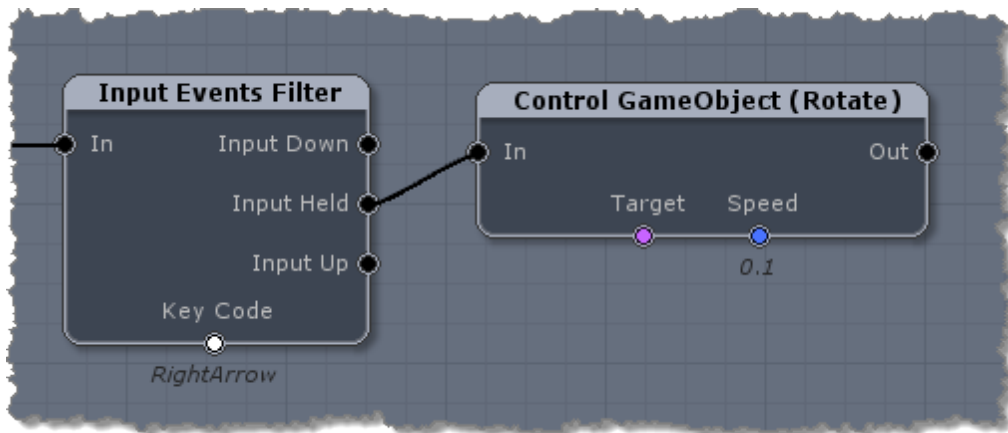 Input Events Filter
In
Input Down
Input Held
Input Up
Key Code
RightArrow
Control GameObject (Rotate)
In
Out
Target
Speed
0.1